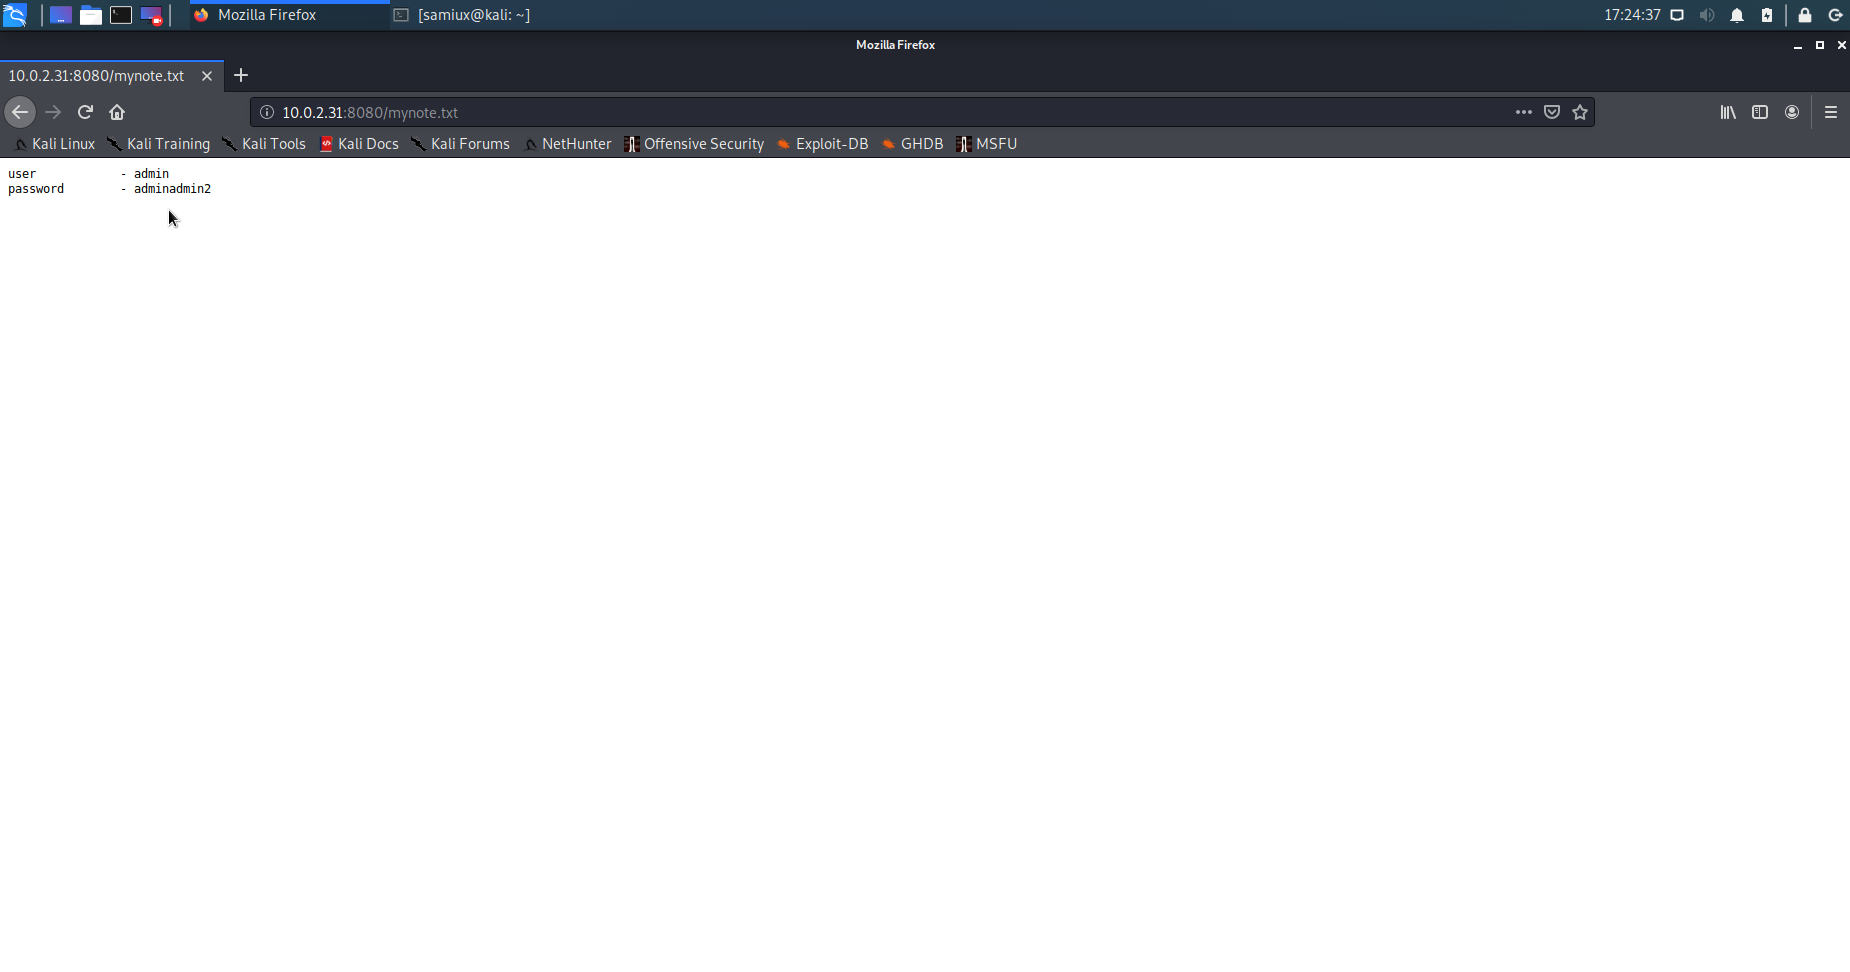 Mozilla Firefox [samiux@kali: ~] 17:24:37
Mozilla Firefox
10.0.2.31:8080/mynote.txt
10.0.2.31:8080/mynote.txt
Kali Linux Kali Training Kali Tools Kali Docs Kali Forums NetHunter Offensive Security Exploit-DB GHDB MSFU
user - admin
password - adminadmin2